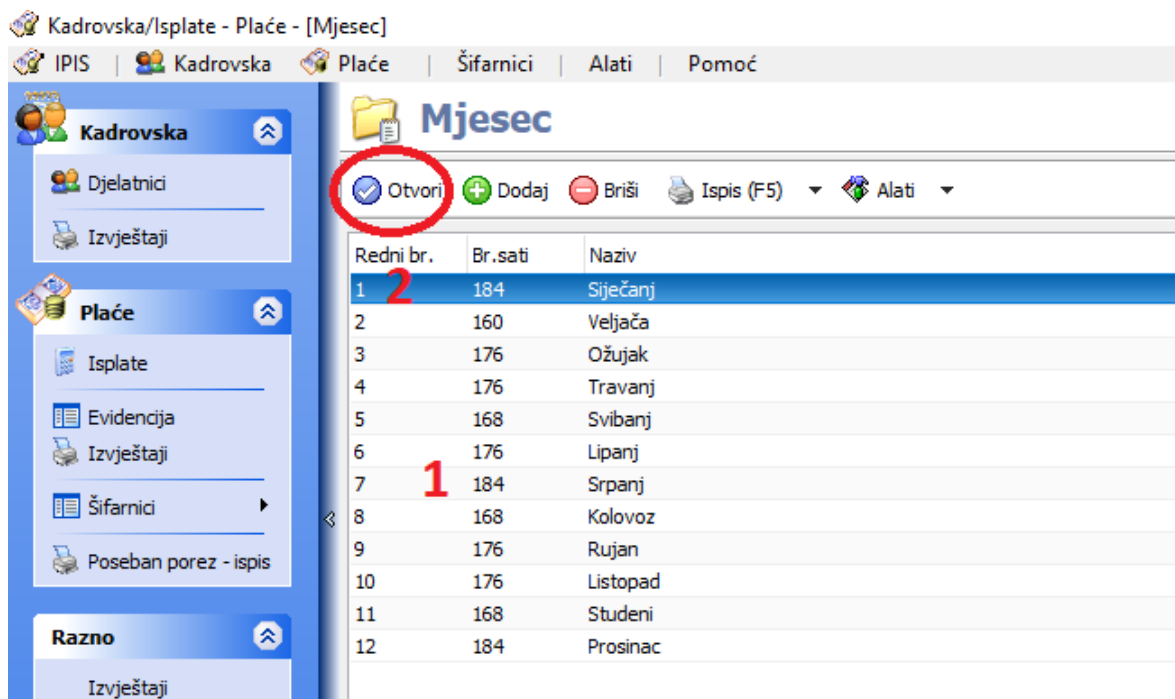 Kadrovska/Isplate - Plaće - [Mjesec]
IPIS | Kadrovska Plaće | Šifarnici | Alati | Pomoć
Kadrovska
Djelatnici
Izvještaji
Plaće
Isplate
Evidencija
Izvještaji
Šifarnici
Poseban porez - ispis
Razno
Izvještaji
Mjesec
Otvori Dodaj Briši Ispis (F5) Alati
Redni br. Br.sati Naziv
1 2 184 Siječanj
2 160 Veljača
3 176 Ožujak
4 176 Travanj
5 168 Svibanj
6 176 Lipanj
7 1 184 Srpanj
8 168 Kolovoz
9 176 Rujan
10 176 Listopad
11 168 Studeni
12 184 Prosinac